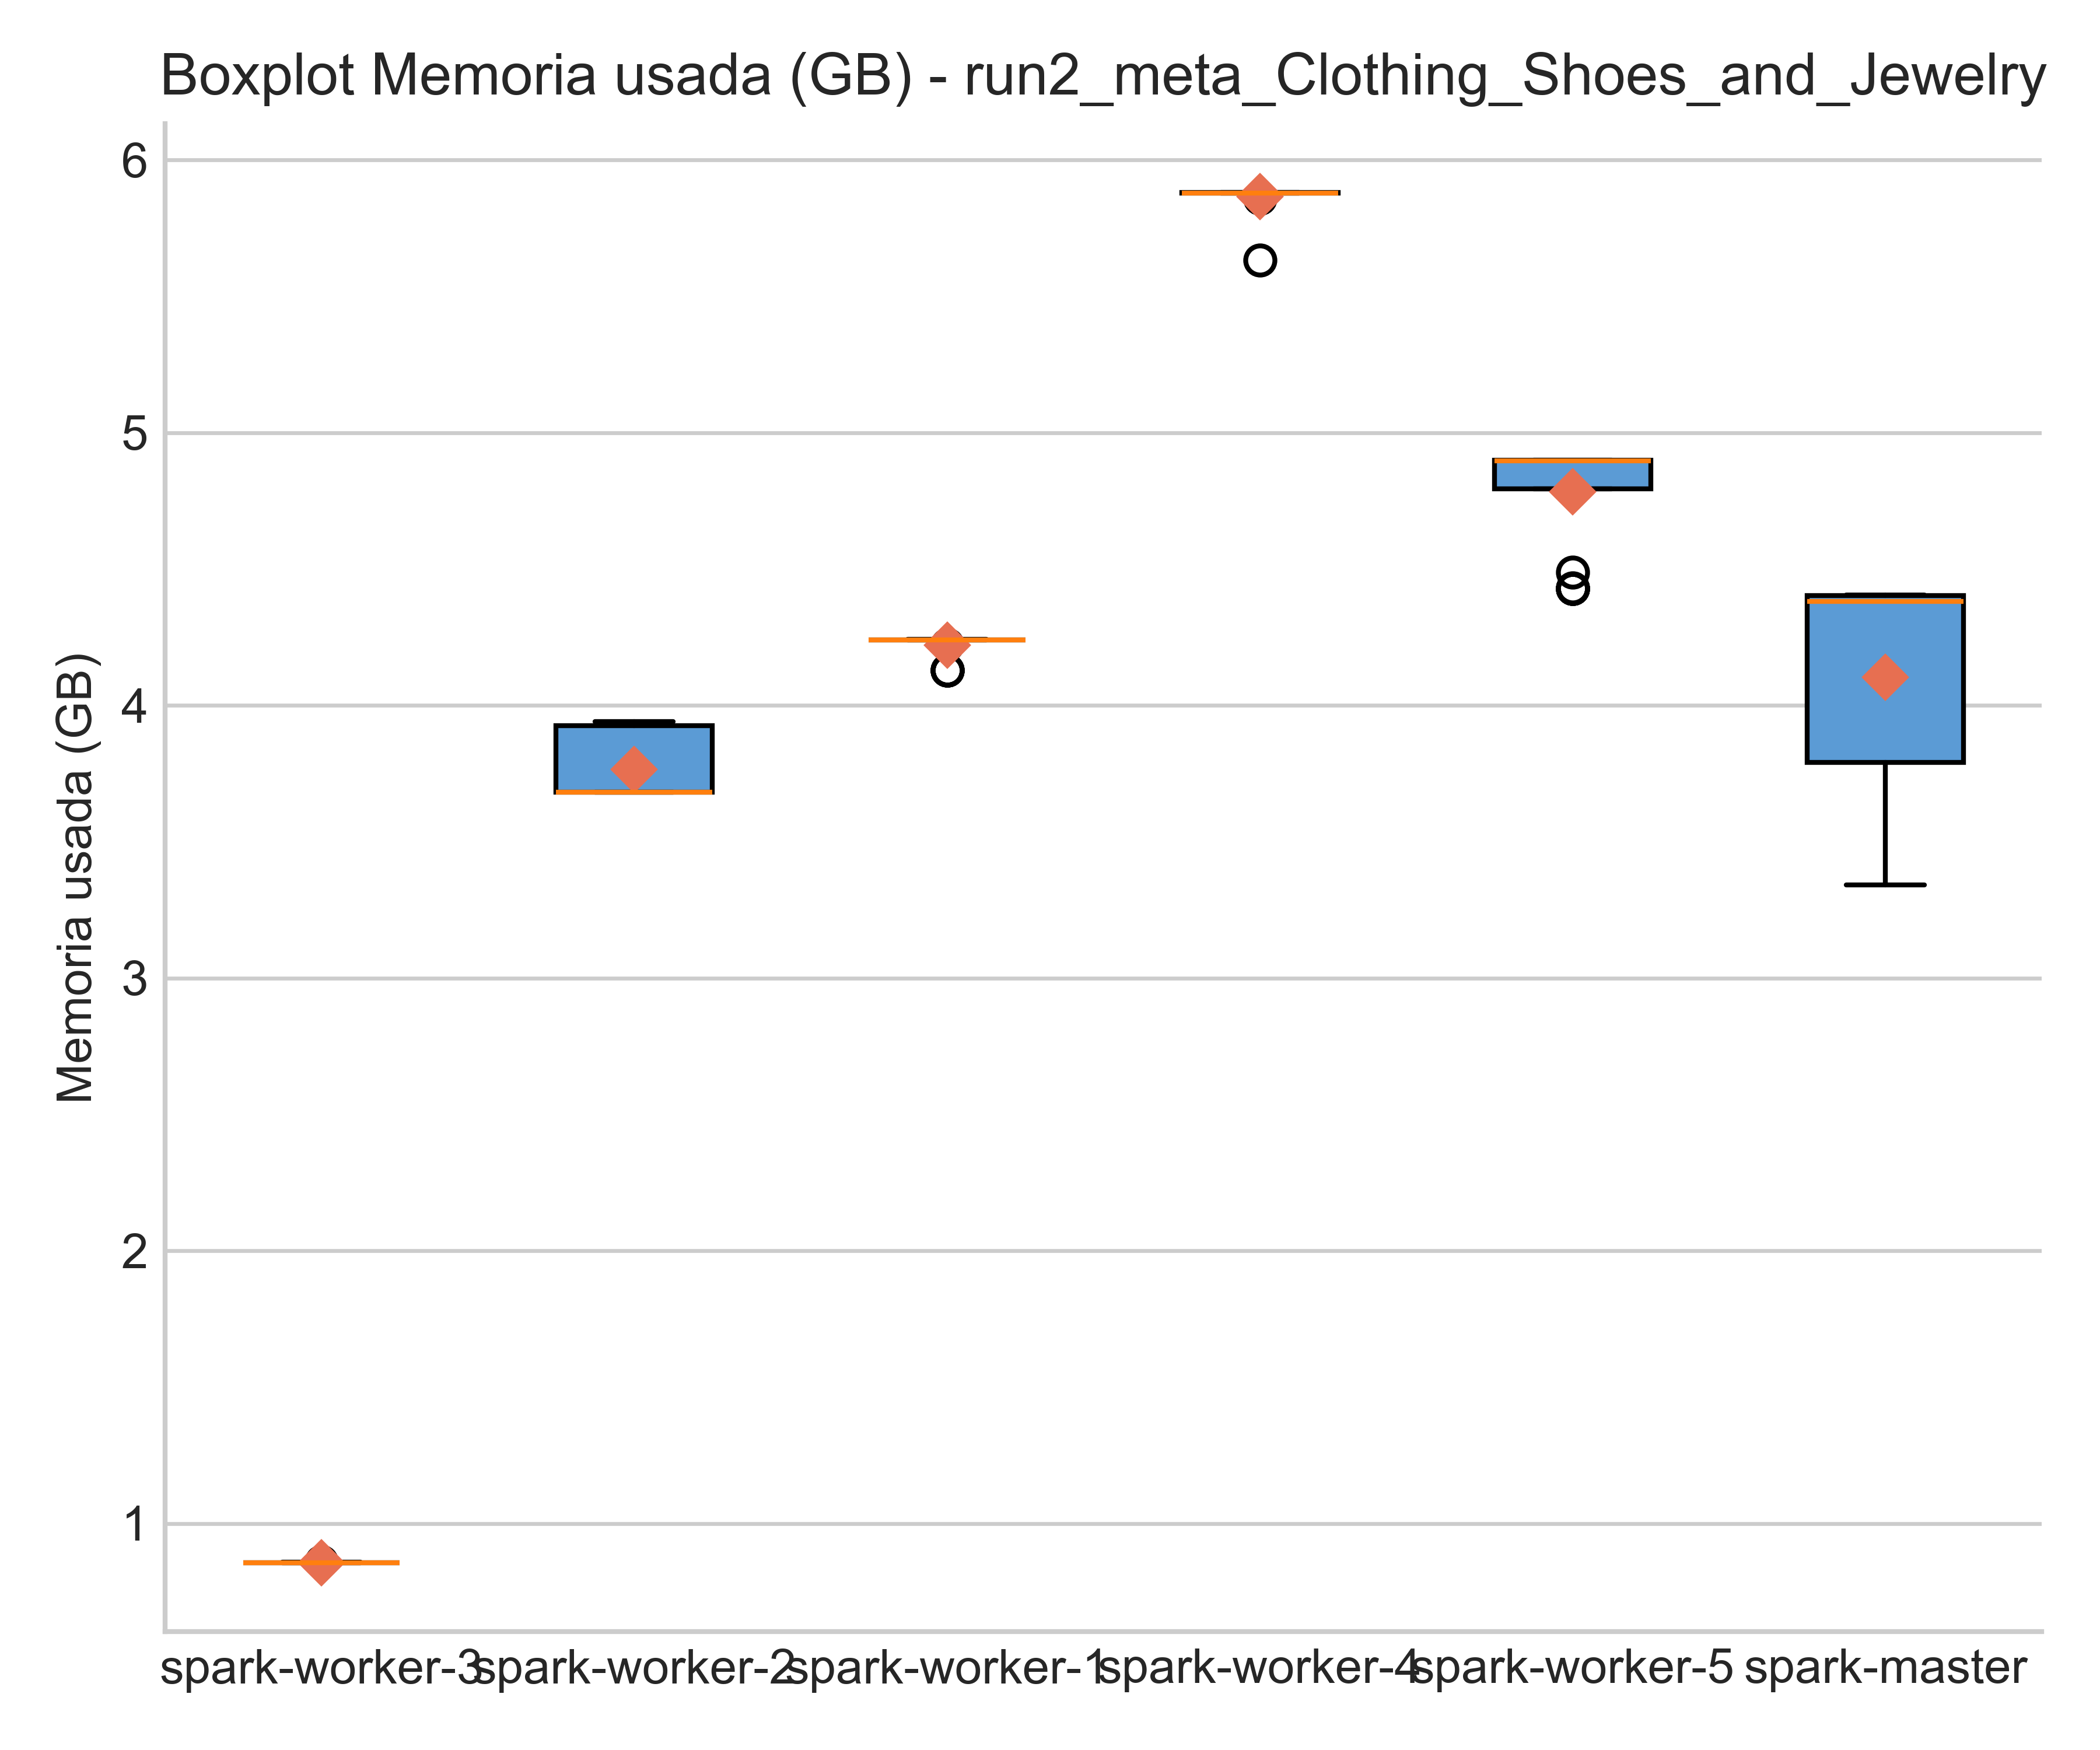 Boxplot Memoria usada (GB) - run2_meta_Clothing_Shoes_and_Jewelry
Memoria usada (GB)
6
5
4
3
2
1
spark-worker-3 spark-worker-2 spark-worker-1 spark-worker-4 spark-worker-5 spark-master